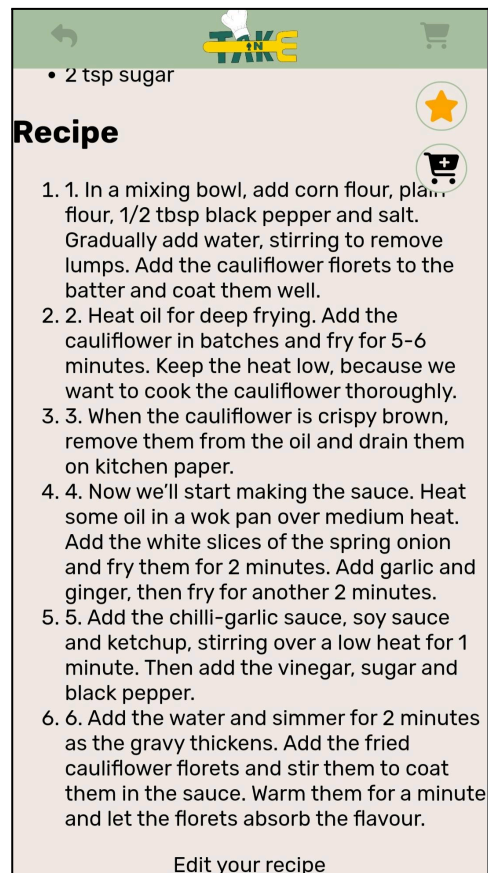 TAKE
IN
• 2 tsp sugar
Recipe
1. 1. In a mixing bowl, add corn flour, plain
flour, 1/2 tbsp black pepper and salt.
Gradually add water, stirring to remove
lumps. Add the cauliflower florets to the
batter and coat them well.
2. 2. Heat oil for deep frying. Add the
cauliflower in batches and fry for 5-6
minutes. Keep the heat low, because we
want to cook the cauliflower thoroughly.
3. 3. When the cauliflower is crispy brown,
remove them from the oil and drain them
on kitchen paper.
4. 4. Now we’ll start making the sauce. Heat
some oil in a wok pan over medium heat.
Add the white slices of the spring onion
and fry them for 2 minutes. Add garlic and
ginger, then fry for another 2 minutes.
5. 5. Add the chilli-garlic sauce, soy sauce
and ketchup, stirring over a low heat for 1
minute. Then add the vinegar, sugar and
black pepper.
6. 6. Add the water and simmer for 2 minutes
as the gravy thickens. Add the fried
cauliflower florets and stir them to coat
them in the sauce. Warm them for a minute
and let the florets absorb the flavour.
Edit your recipe